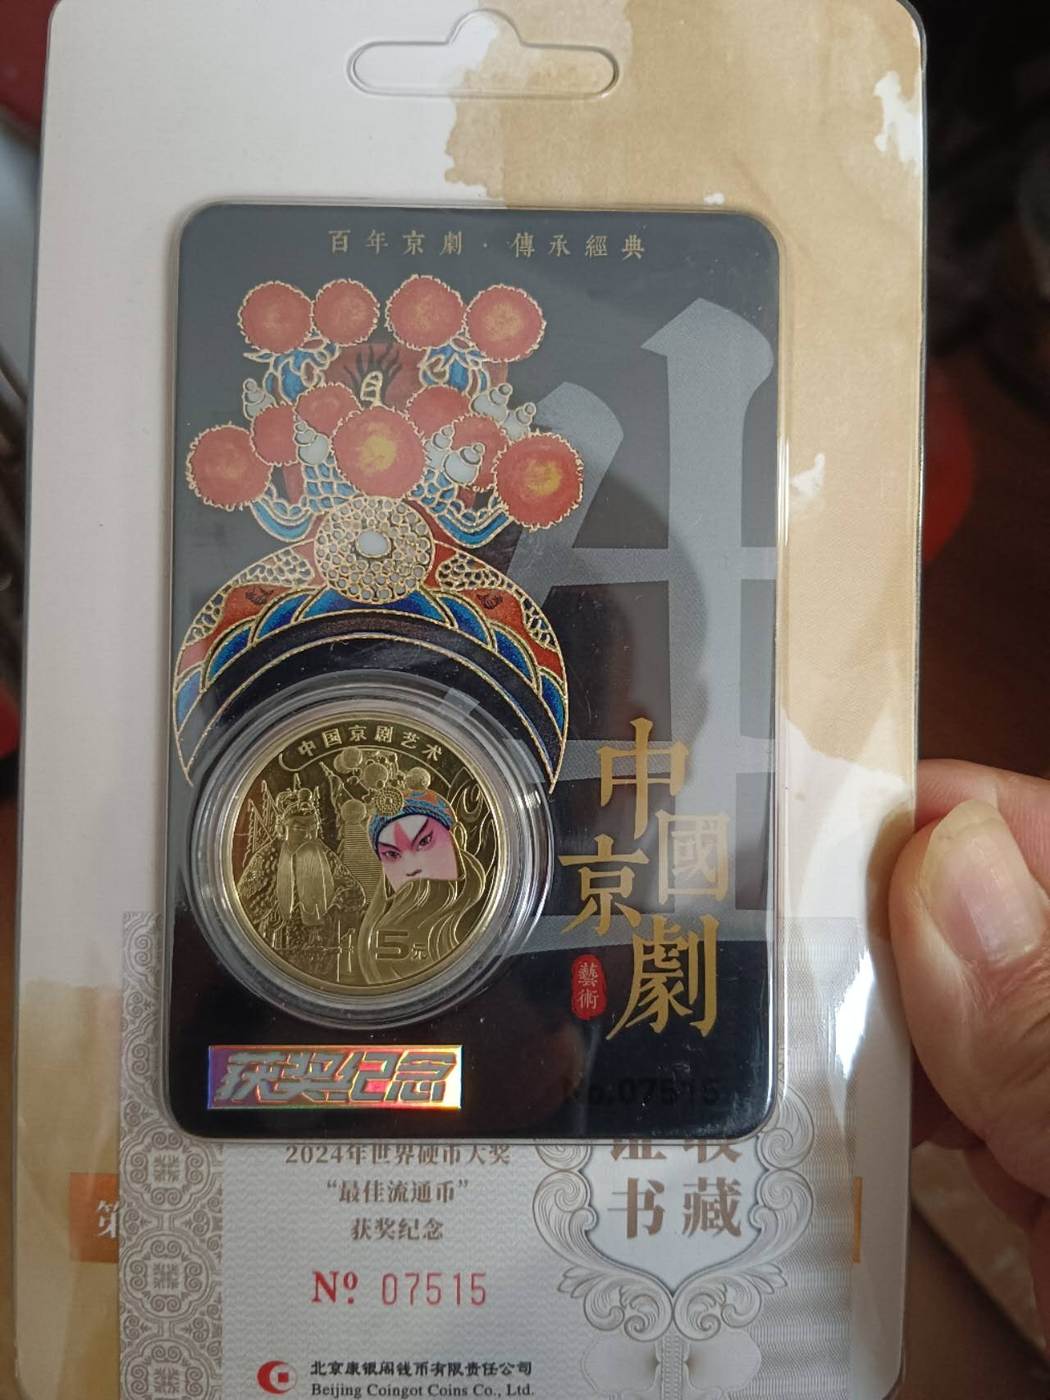 百年京劇·傳承經典
生
中国京剧艺术
5元
中國
京劇
藝術
获奖纪念
No.07515
2024年世界硬币大奖
“最佳流通币”
获奖纪念
收藏
证书
第
Nº 07515
北京康银阁钱币有限责任公司
Beijing Coingot Coins Co., Ltd.